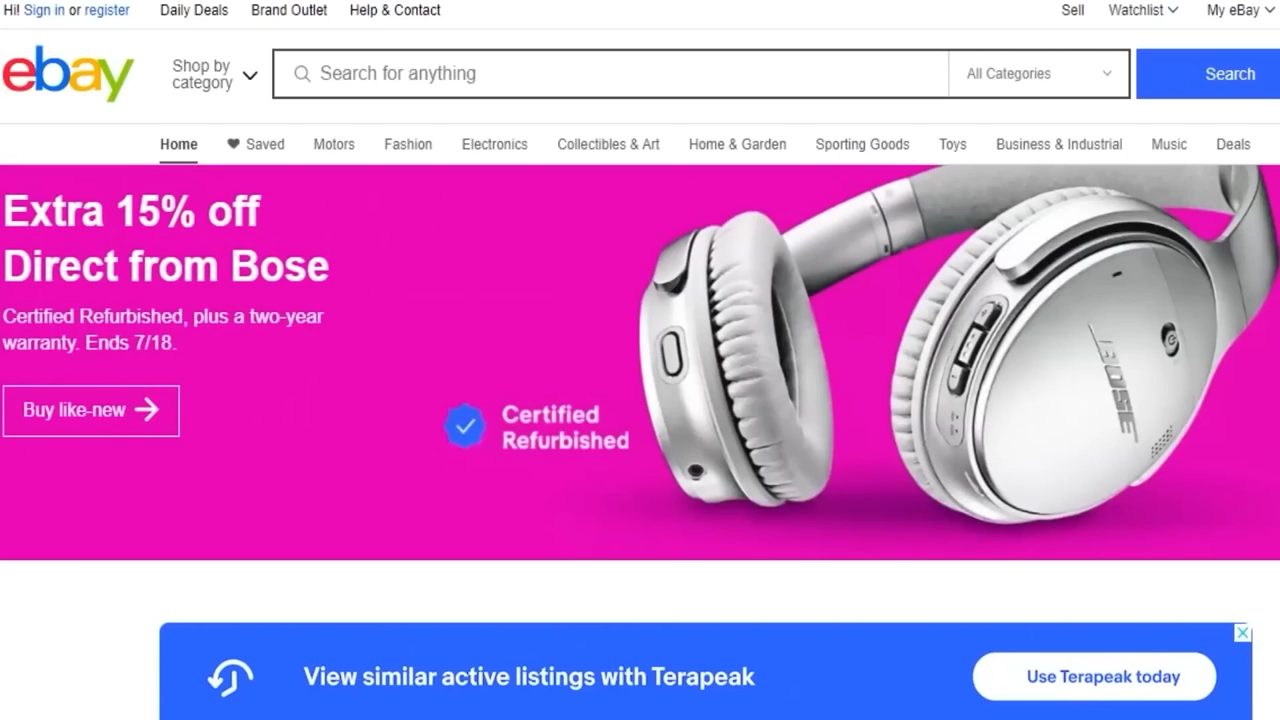 Hi! Sign in or register Daily Deals Brand Outlet Help & Contact Sell Watchlist My eBay
ebay
Shop by
category
Search for anything All Categories Search
Home Saved Motors Fashion Electronics Collectibles & Art Home & Garden Sporting Goods Toys Business & Industrial Music Deals
Extra 15% off
Direct from Bose
Certified Refurbished, plus a two-year
warranty. Ends 7/18.
Buy like-new
Certified
Refurbished
BOSE
View similar active listings with Terapeak Use Terapeak today